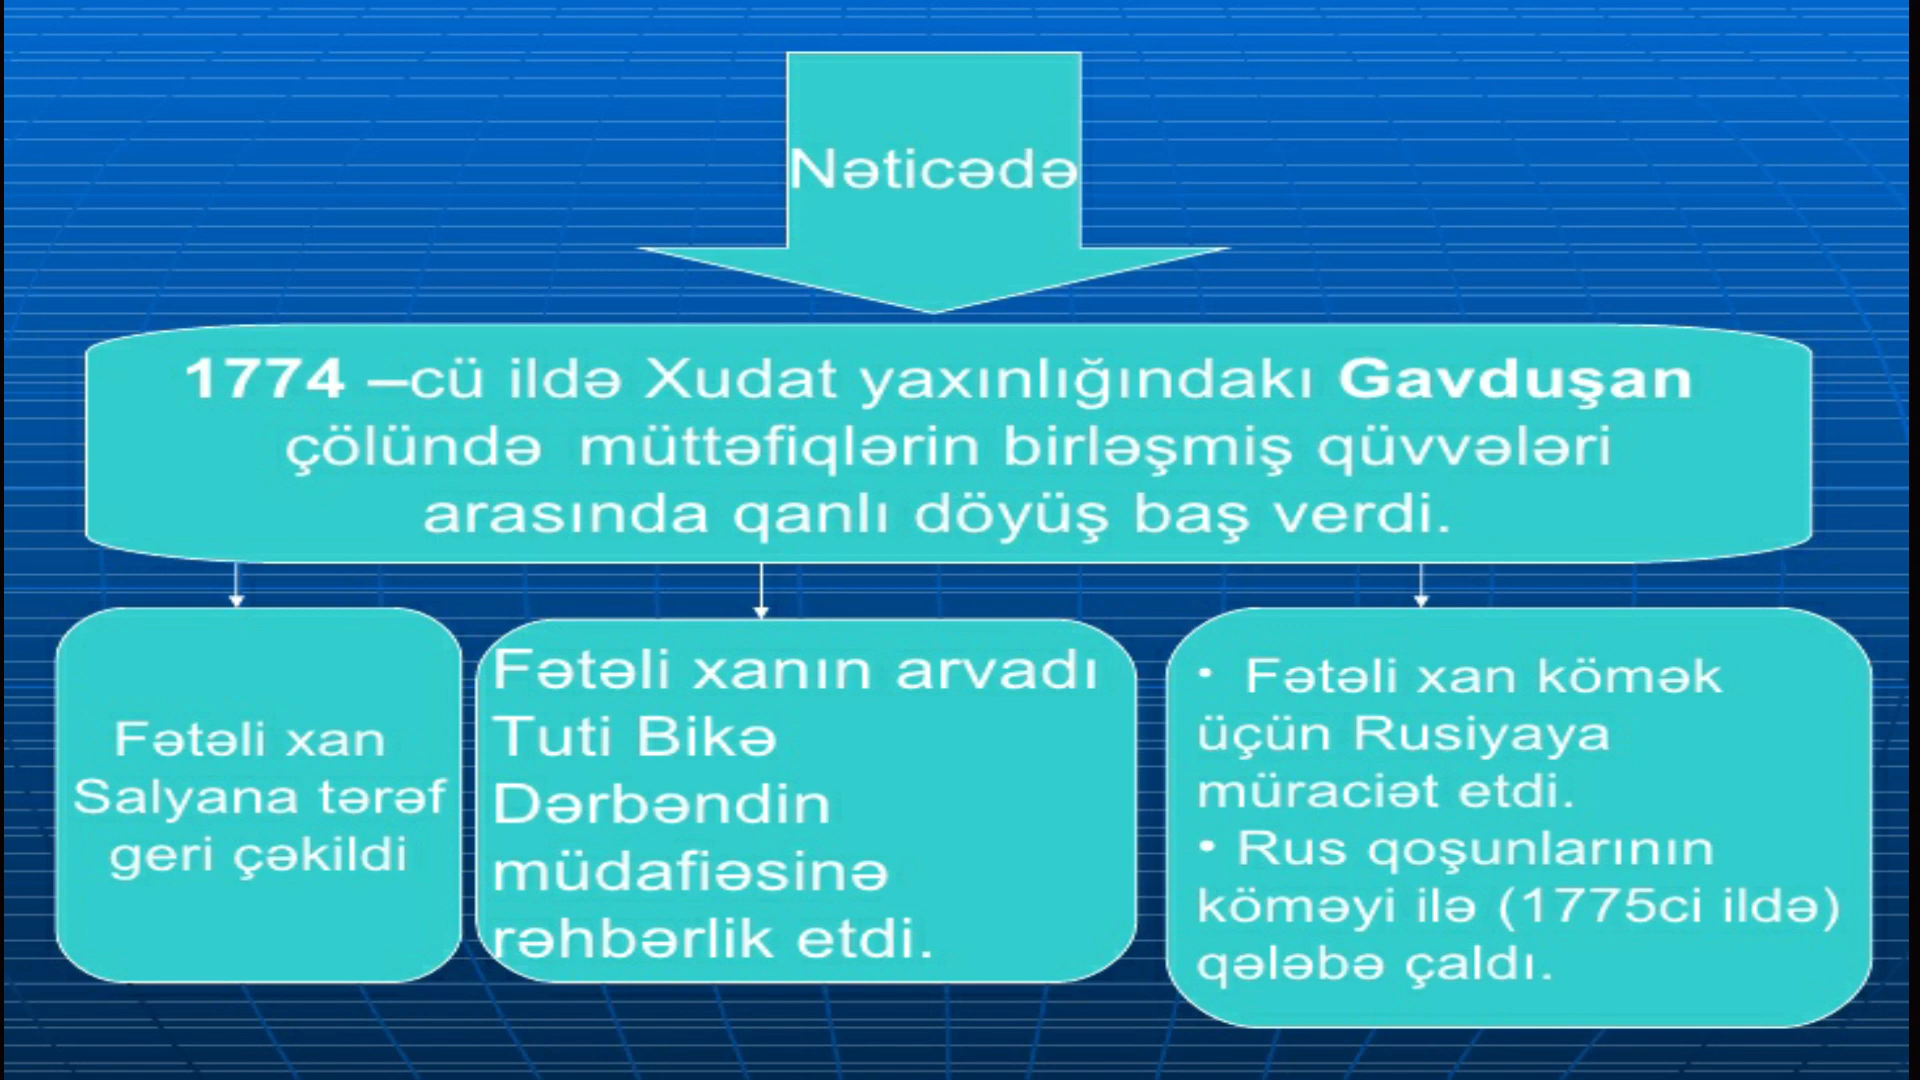 Nəticədə
1774 –cü ildə Xudat yaxınlığındakı Gavduşan
çölündə müttəfiqlərin birləşmiş qüvvələri
arasında qanlı döyüş baş verdi.
Fətəli xan
Salyana tərəf
geri çəkildi
Fətəli xanın arvadı
Tuti Bikə
Dərbəndin
müdafiəsinə
rəhbərlik etdi.
• Fətəli xan kömək
üçün Rusiyaya
müraciət etdi.
• Rus qoşunlarının
köməyi ilə (1775ci ildə)
qələbə çaldı.